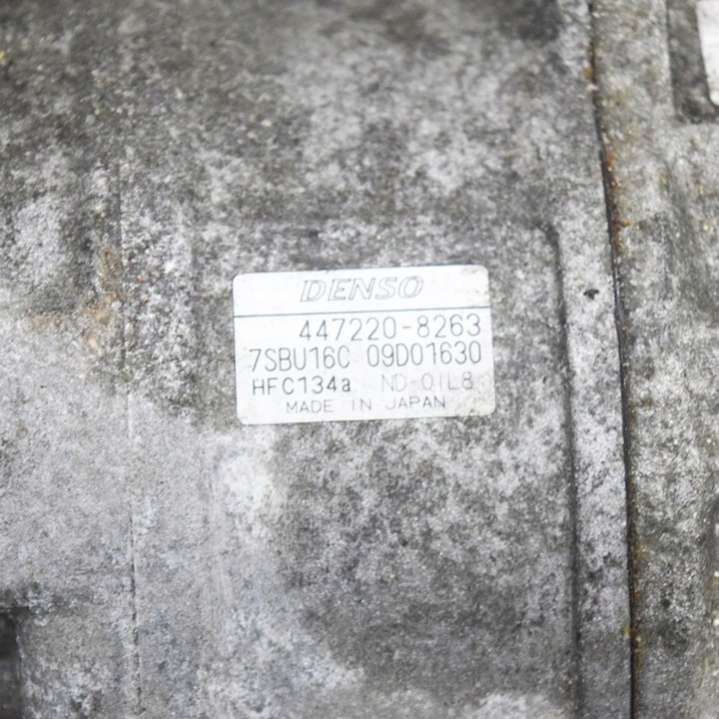 DENSO
447220-8263
7SBU16C 09D01630
HFC134a ND-OIL8
MADE IN JAPAN